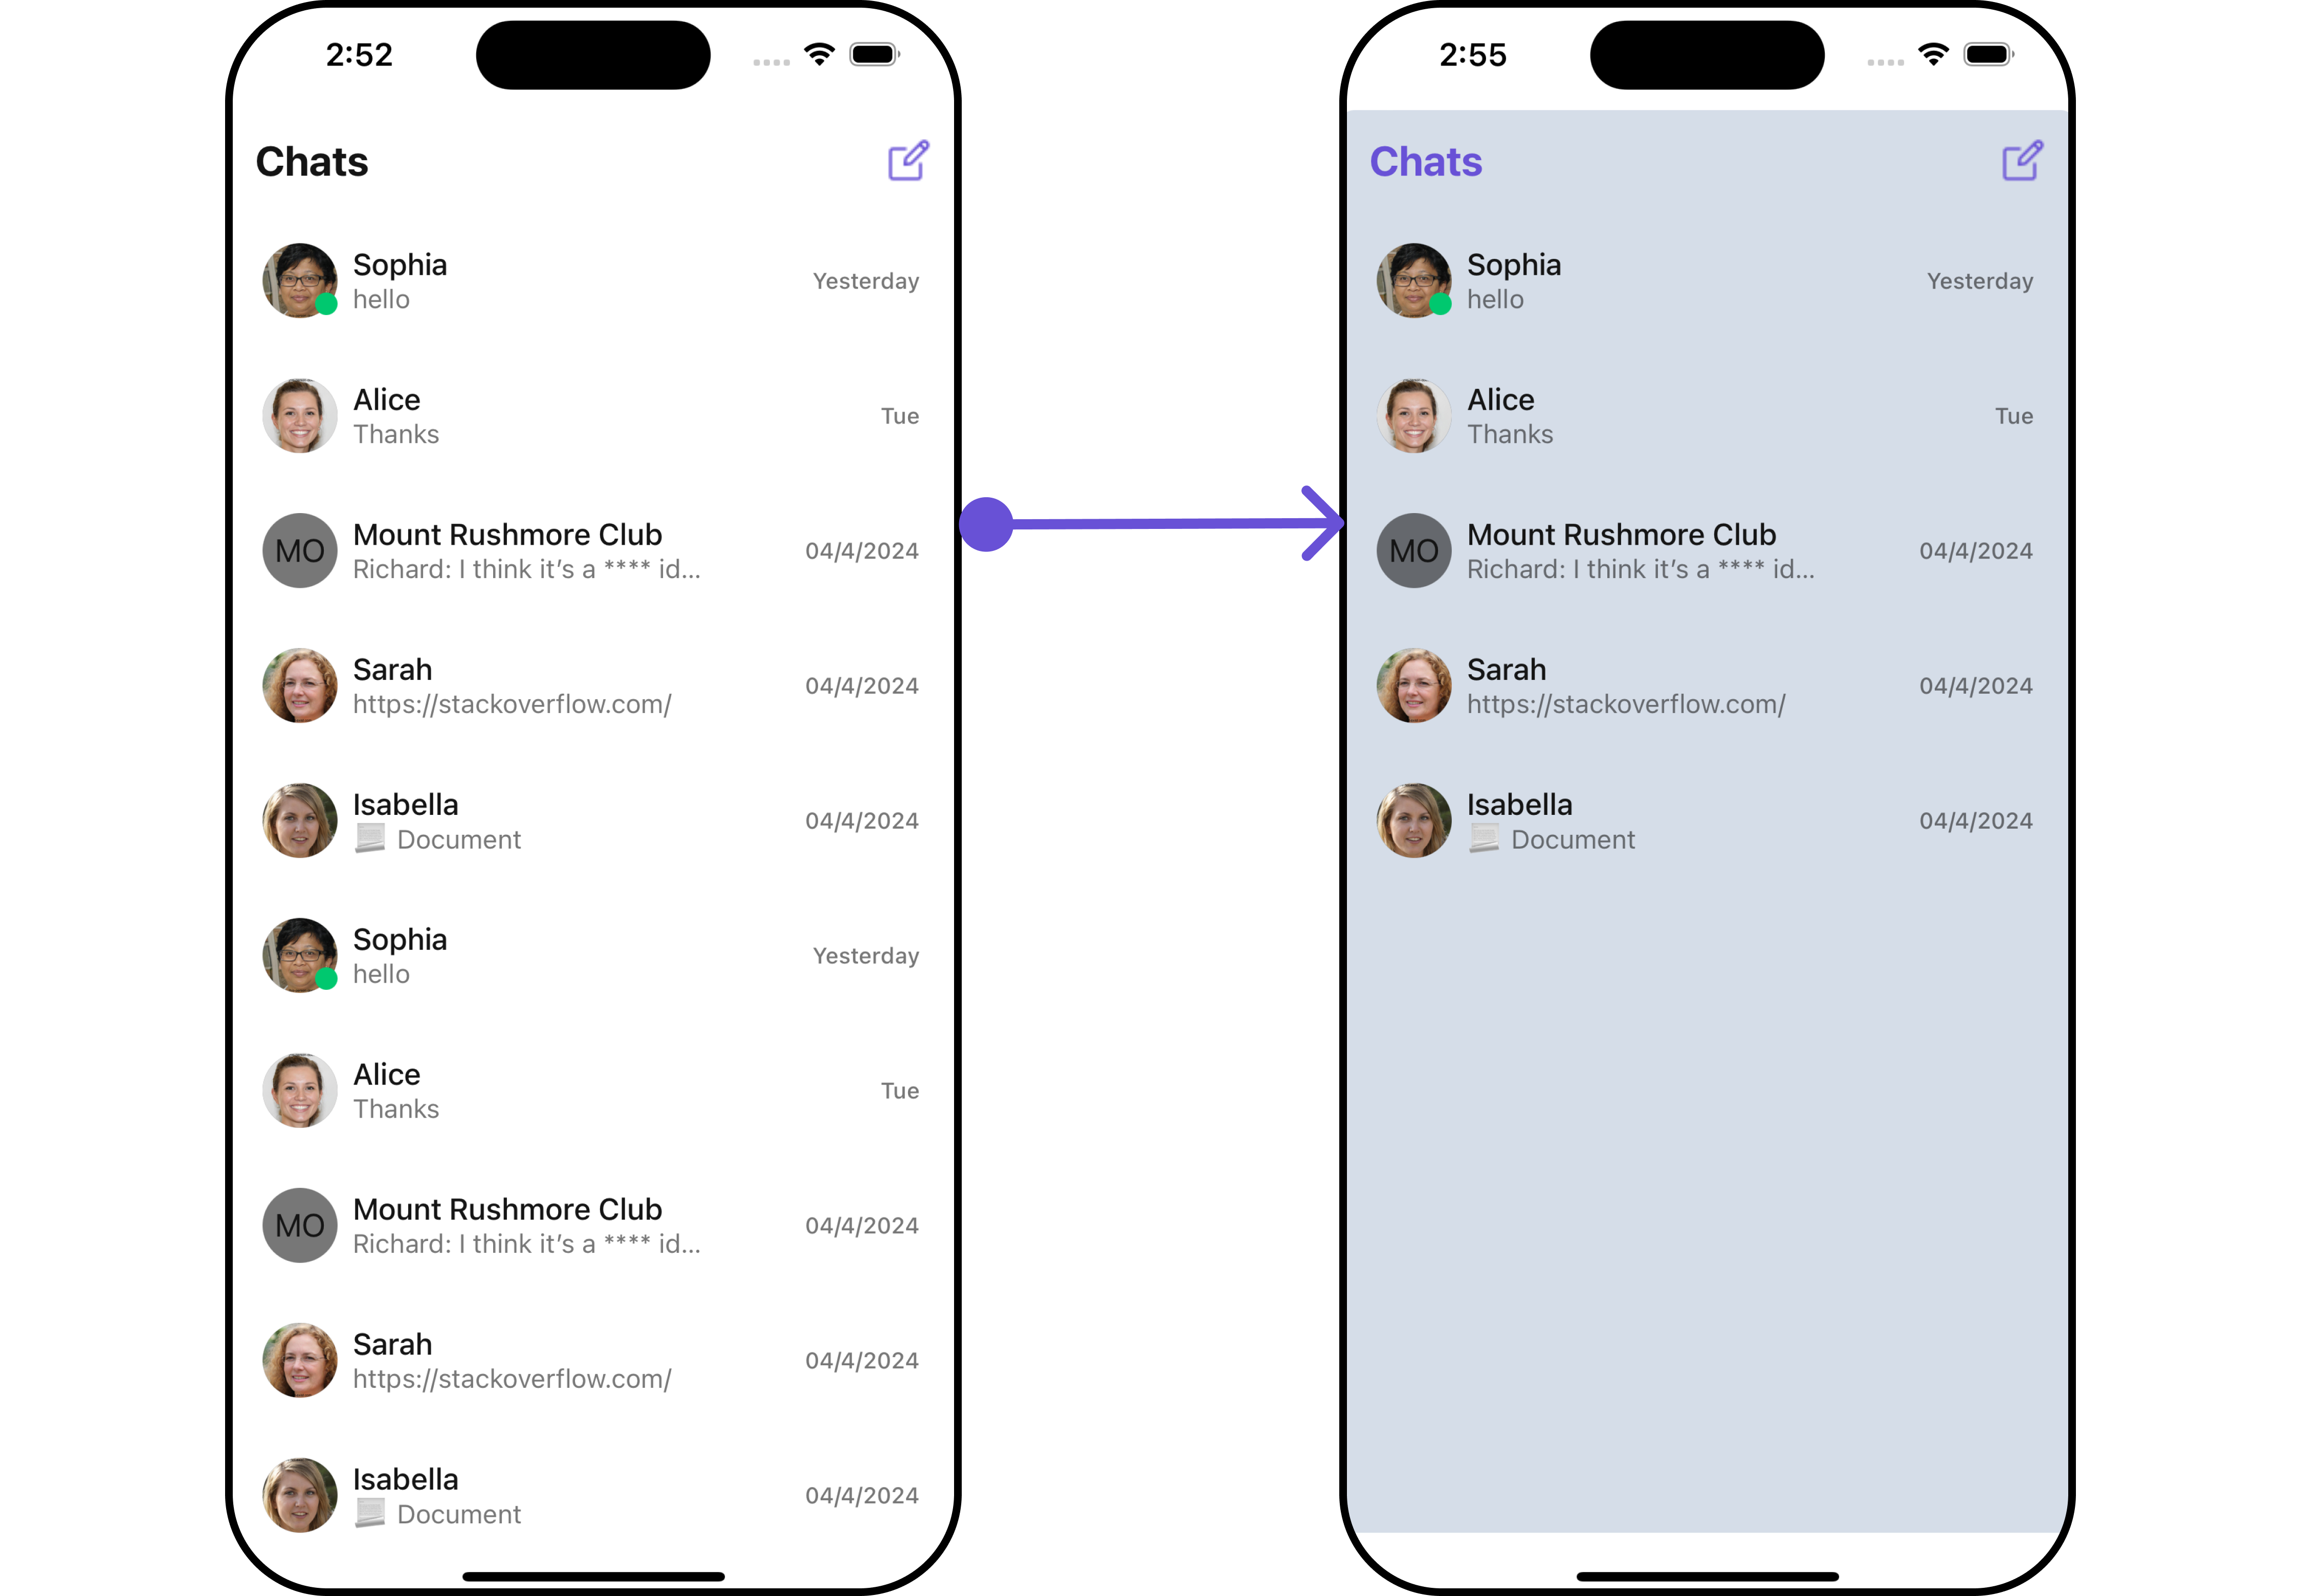 2:52
Chats
Sophia
hello
Yesterday
Alice
Thanks
Tue
MO
Mount Rushmore Club
Richard: I think it’s a **** id...
04/4/2024
Sarah
https://stackoverflow.com/
04/4/2024
Isabella
Document
04/4/2024
Sophia
hello
Yesterday
Alice
Thanks
Tue
MO
Mount Rushmore Club
Richard: I think it’s a **** id...
04/4/2024
Sarah
https://stackoverflow.com/
04/4/2024
Isabella
Document
04/4/2024
2:55
Chats
Sophia
hello
Yesterday
Alice
Thanks
Tue
MO
Mount Rushmore Club
Richard: I think it’s a **** id...
04/4/2024
Sarah
https://stackoverflow.com/
04/4/2024
Isabella
Document
04/4/2024